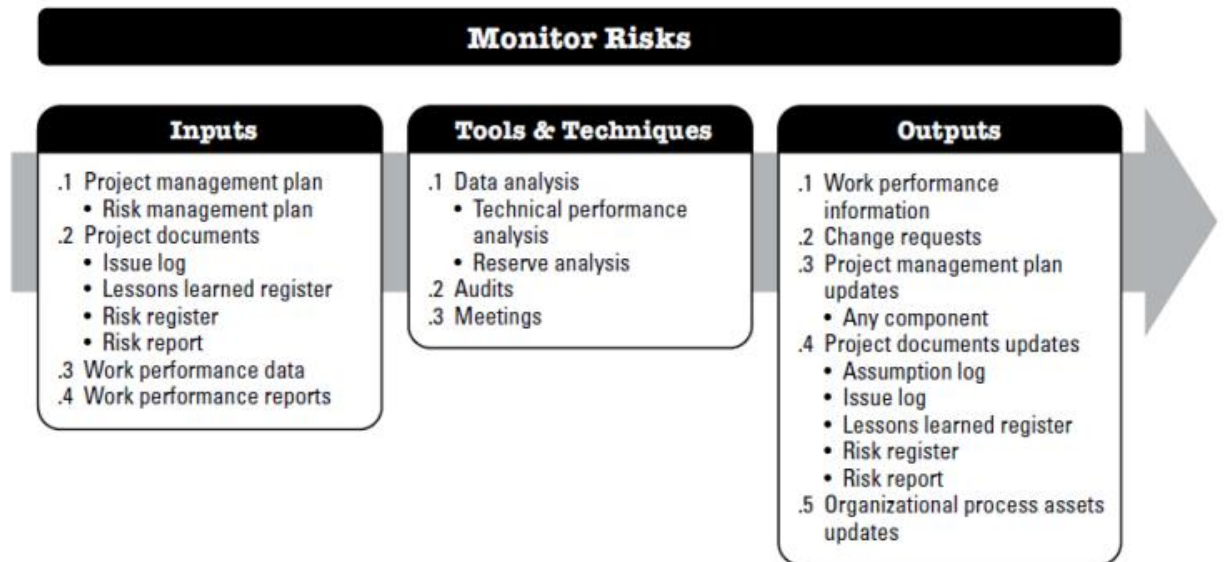 Monitor Risks
Inputs
.1 Project management plan
• Risk management plan
.2 Project documents
• Issue log
• Lessons learned register
• Risk register
• Risk report
.3 Work performance data
.4 Work performance reports
Tools & Techniques
.1 Data analysis
• Technical performance
analysis
• Reserve analysis
.2 Audits
.3 Meetings
Outputs
.1 Work performance
information
.2 Change requests
.3 Project management plan
updates
• Any component
.4 Project documents updates
• Assumption log
• Issue log
• Lessons learned register
• Risk register
• Risk report
.5 Organizational process assets
updates